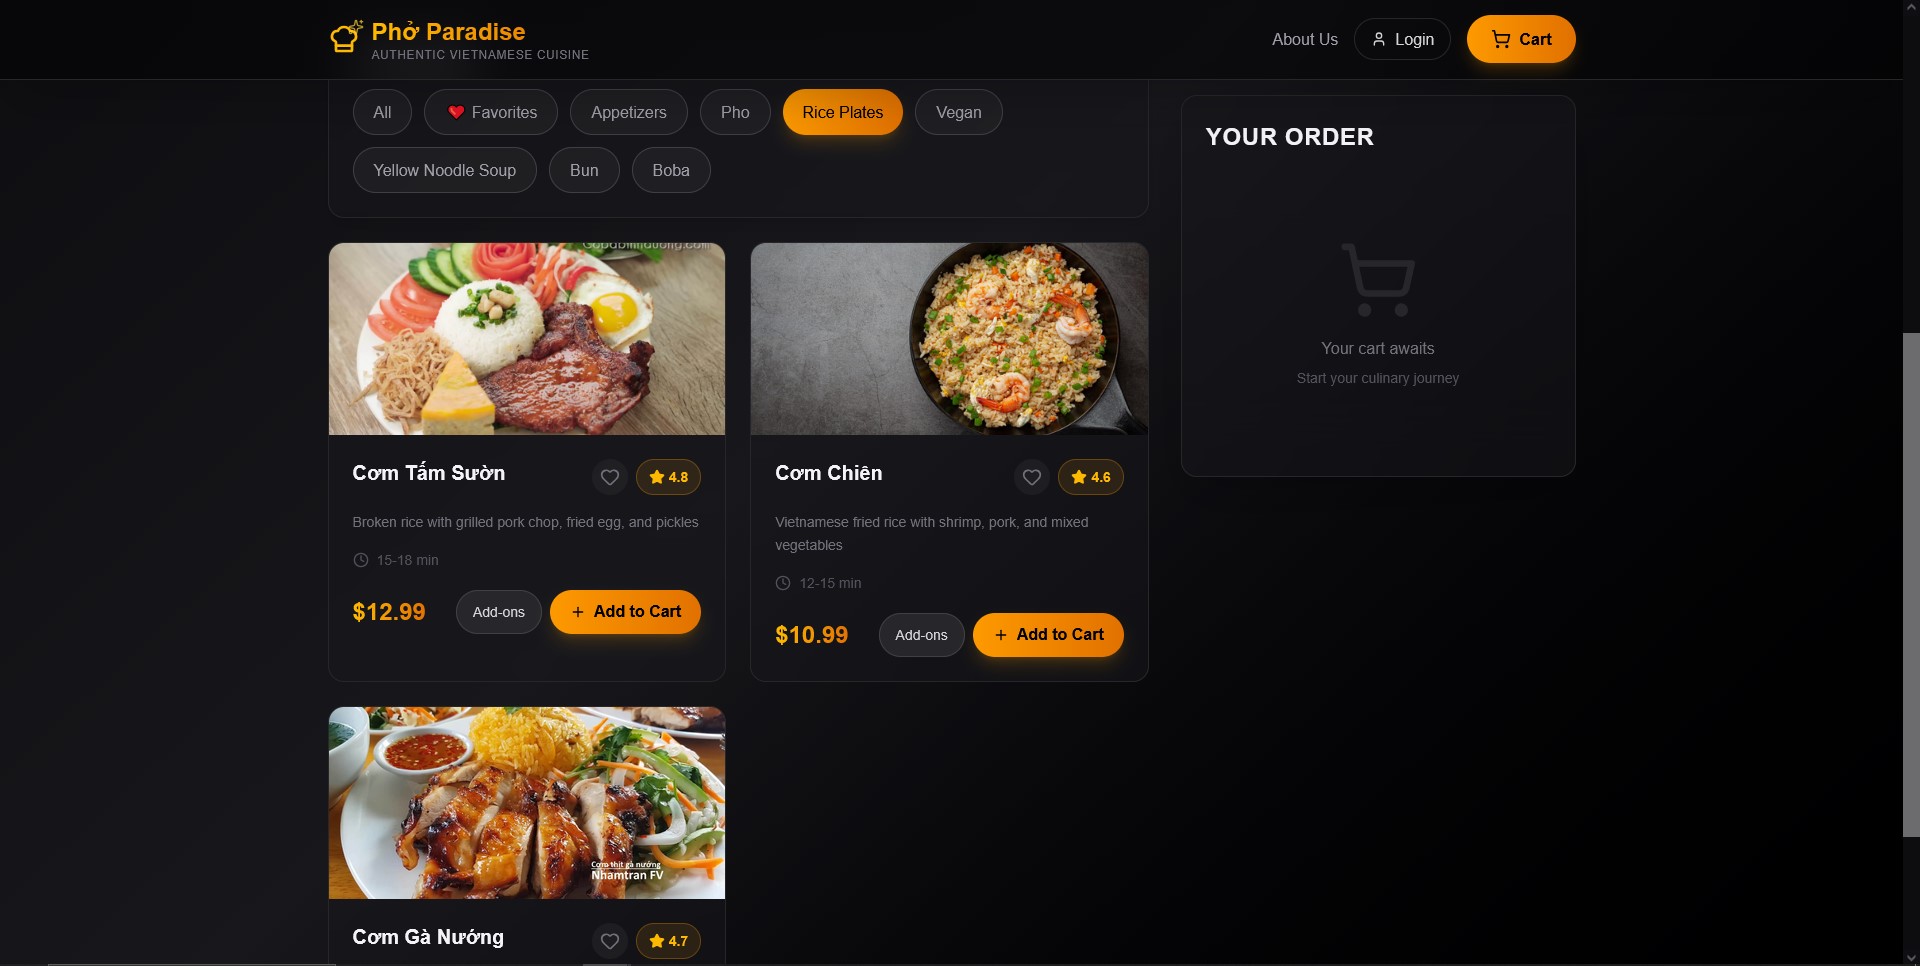 Phở Paradise
AUTHENTIC VIETNAMESE CUISINE
About Us
Login
Cart
All
Favorites
Appetizers
Pho
Rice Plates
Vegan
Yellow Noodle Soup
Bun
Boba
YOUR ORDER
Your cart awaits
Start your culinary journey
Cơm Tấm Sườn
4.8
Broken rice with grilled pork chop, fried egg, and pickles
15-18 min
$12.99
Add-ons
Add to Cart
Cơm Chiên
4.6
Vietnamese fried rice with shrimp, pork, and mixed
vegetables
12-15 min
$10.99
Add-ons
Add to Cart
Cơm thịt gà nướng
Nhamtran FV
Cơm Gà Nướng
4.7